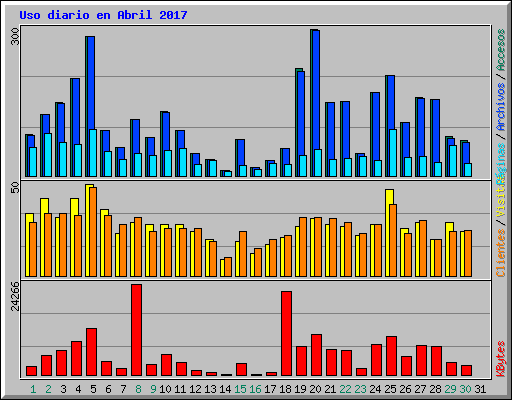 Uso diario en Abril 2017
300
50
24266
Clientes / Visitas
Páginas / Archivos / Accesos
KBytes
1 2 3 4 5 6 7 8 9 10 11 12 13 14 15 16 17 18 19 20 21 22 23 24 25 26 27 28 29 30 31